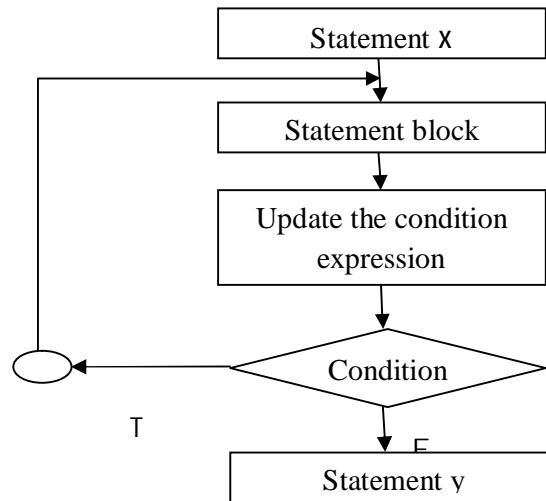 Statement x
Statement block
Update the condition
expression
Condition
T
F
Statement y